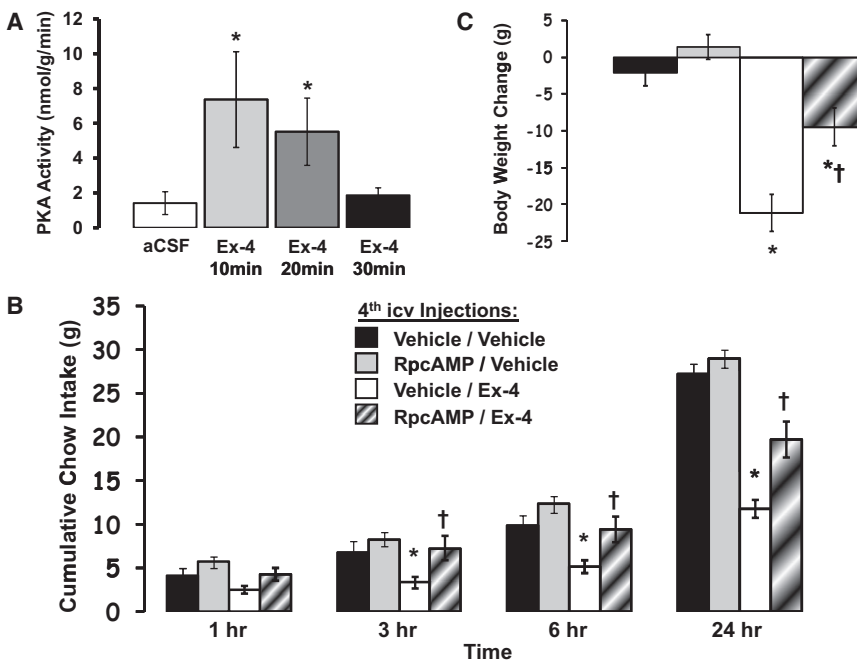 A
PKA Activity (nmol/g/min)
12
10
8
6
4
2
0
*
*
aCSF
Ex-4
10min
Ex-4
20min
Ex-4
30min
C
Body Weight Change (g)
5
0
-5
-10
-15
-20
-25
*
*†
B
Cumulative Chow Intake (g)
35
30
25
20
15
10
5
0
4th icv Injections:
Vehicle / Vehicle
RpcAMP / Vehicle
Vehicle / Ex-4
RpcAMP / Ex-4
*
†
*
†
*
†
1 hr
3 hr
6 hr
24 hr
Time